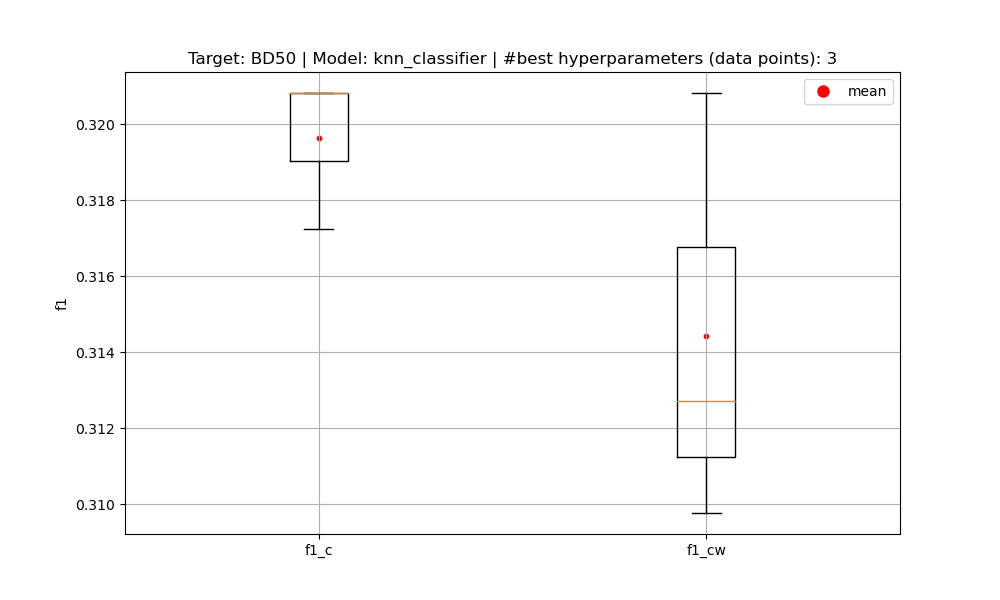 Target: BD50 | Model: knn_classifier | #best hyperparameters (data points): 3
mean
0.320
0.318
0.316
f1
0.314
0.312
0.310
f1_c
f1_cw